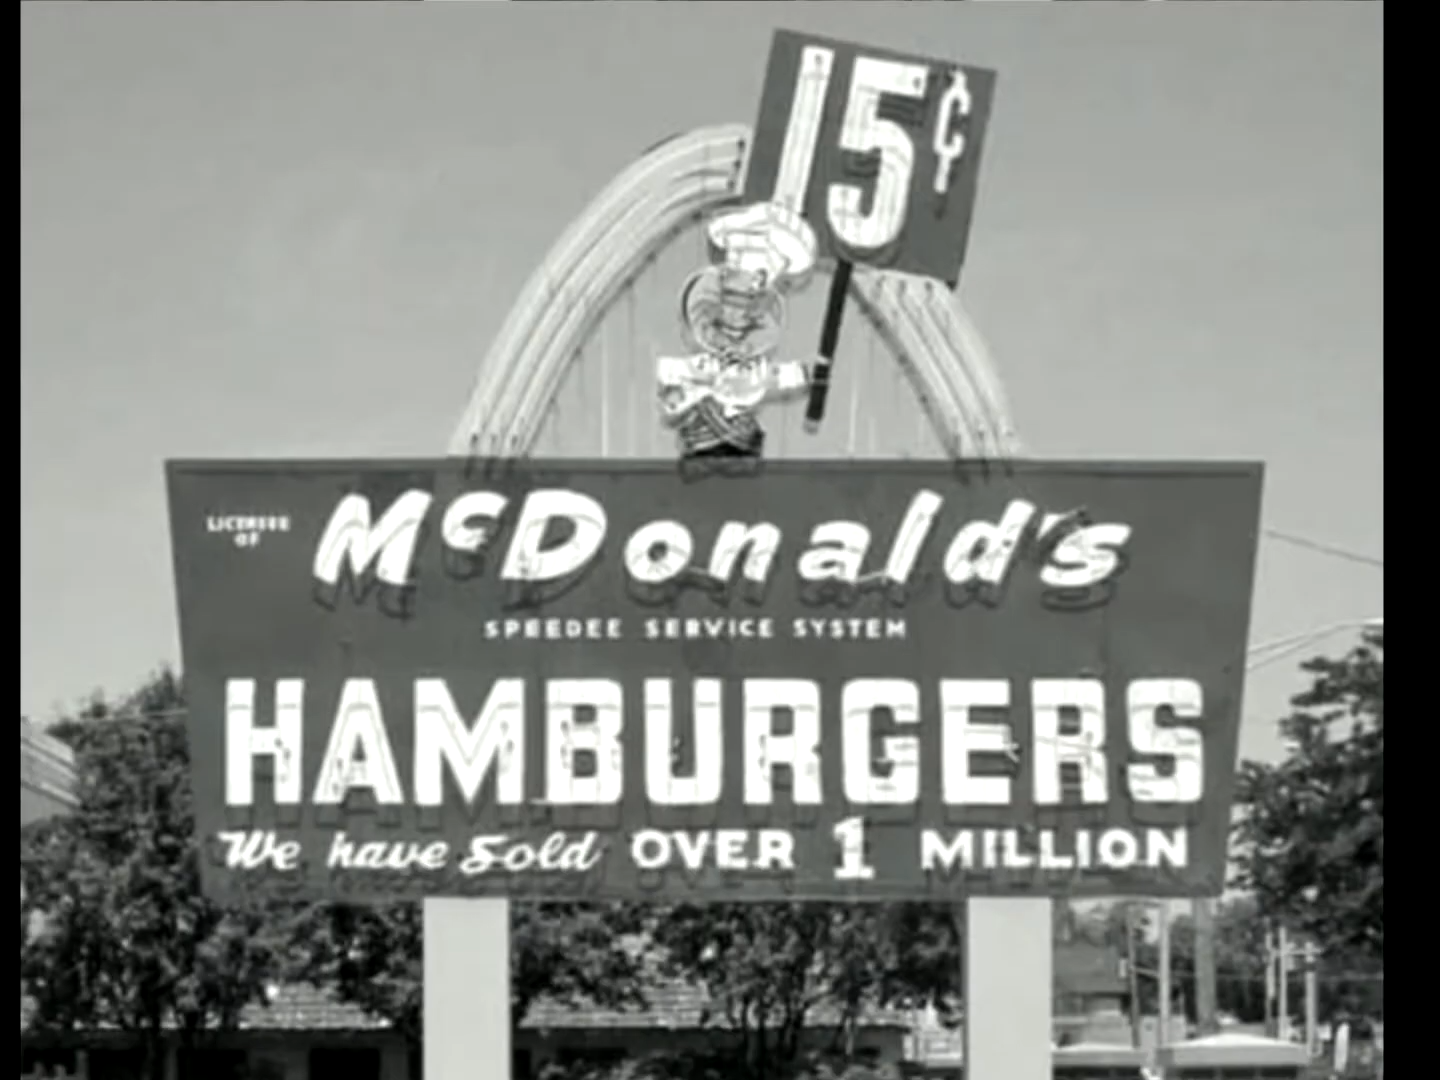 15¢
LICENSEE
OF
McDonald's
SPEEDEE SERVICE SYSTEM
HAMBURGERS
We have Sold OVER 1 MILLION